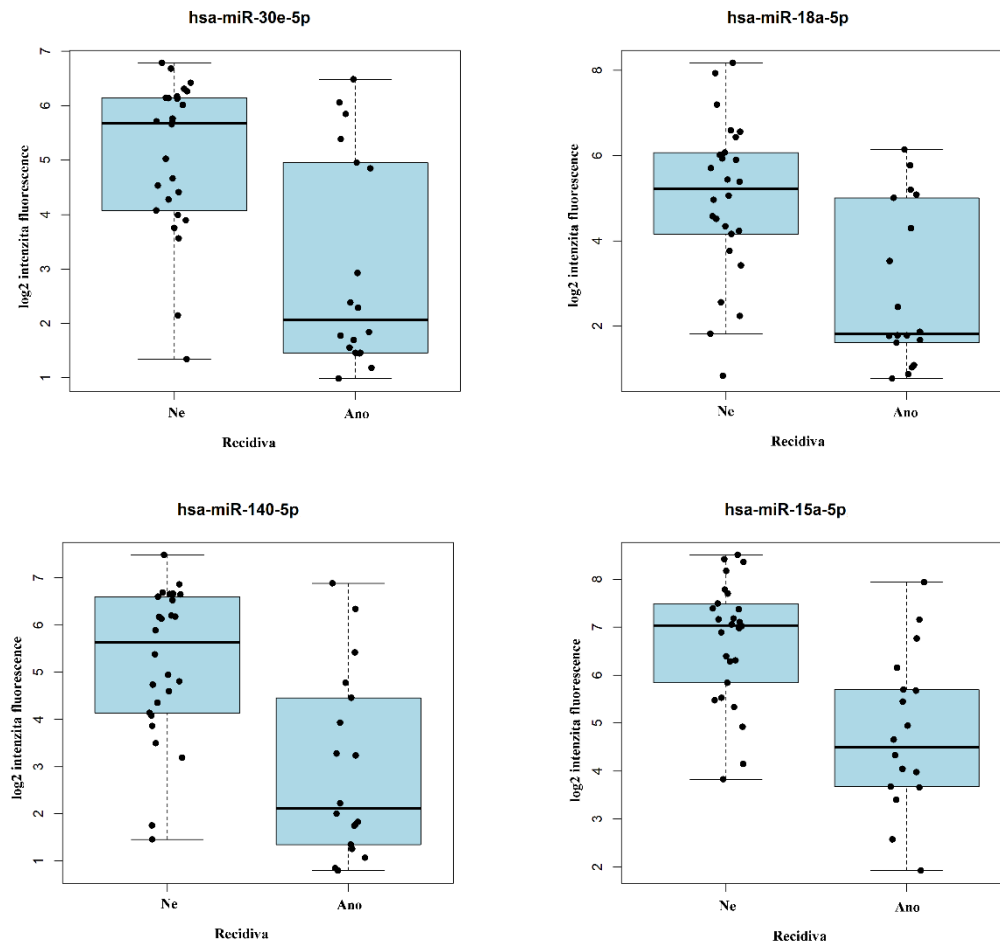 hsa-miR-30e-5p
log2 intenzita fluorescence
7
6
5
4
3
2
1
Ne
Ano
Recidiva
hsa-miR-18a-5p
log2 intenzita fluorescence
8
6
4
2
Ne
Ano
Recidiva
hsa-miR-140-5p
log2 intenzita fluorescence
7
6
5
4
3
2
1
Ne
Ano
Recidiva
hsa-miR-15a-5p
log2 intenzita fluorescence
8
7
6
5
4
3
2
Ne
Ano
Recidiva